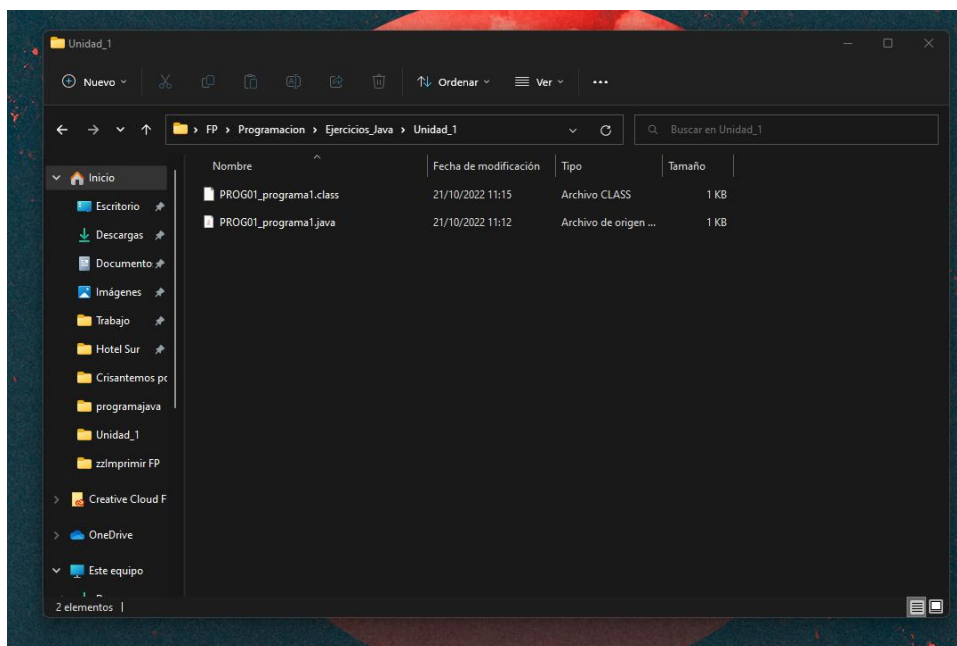 Unidad_1
Nuevo
Ordenar
Ver
FP > Programacion > Ejercicios_Java > Unidad_1
Buscar en Unidad_1
Nombre Fecha de modificación Tipo Tamaño
PROG01_programa1.class 21/10/2022 11:15 Archivo CLASS 1 KB
PROG01_programa1.java 21/10/2022 11:12 Archivo de origen ... 1 KB
Inicio
Escritorio
Descargas
Documento
Imágenes
Trabajo
Hotel Sur
Crisantemos po
programajava
Unidad_1
zzImprimir FP
Creative Cloud F
OneDrive
Este equipo
2 elementos